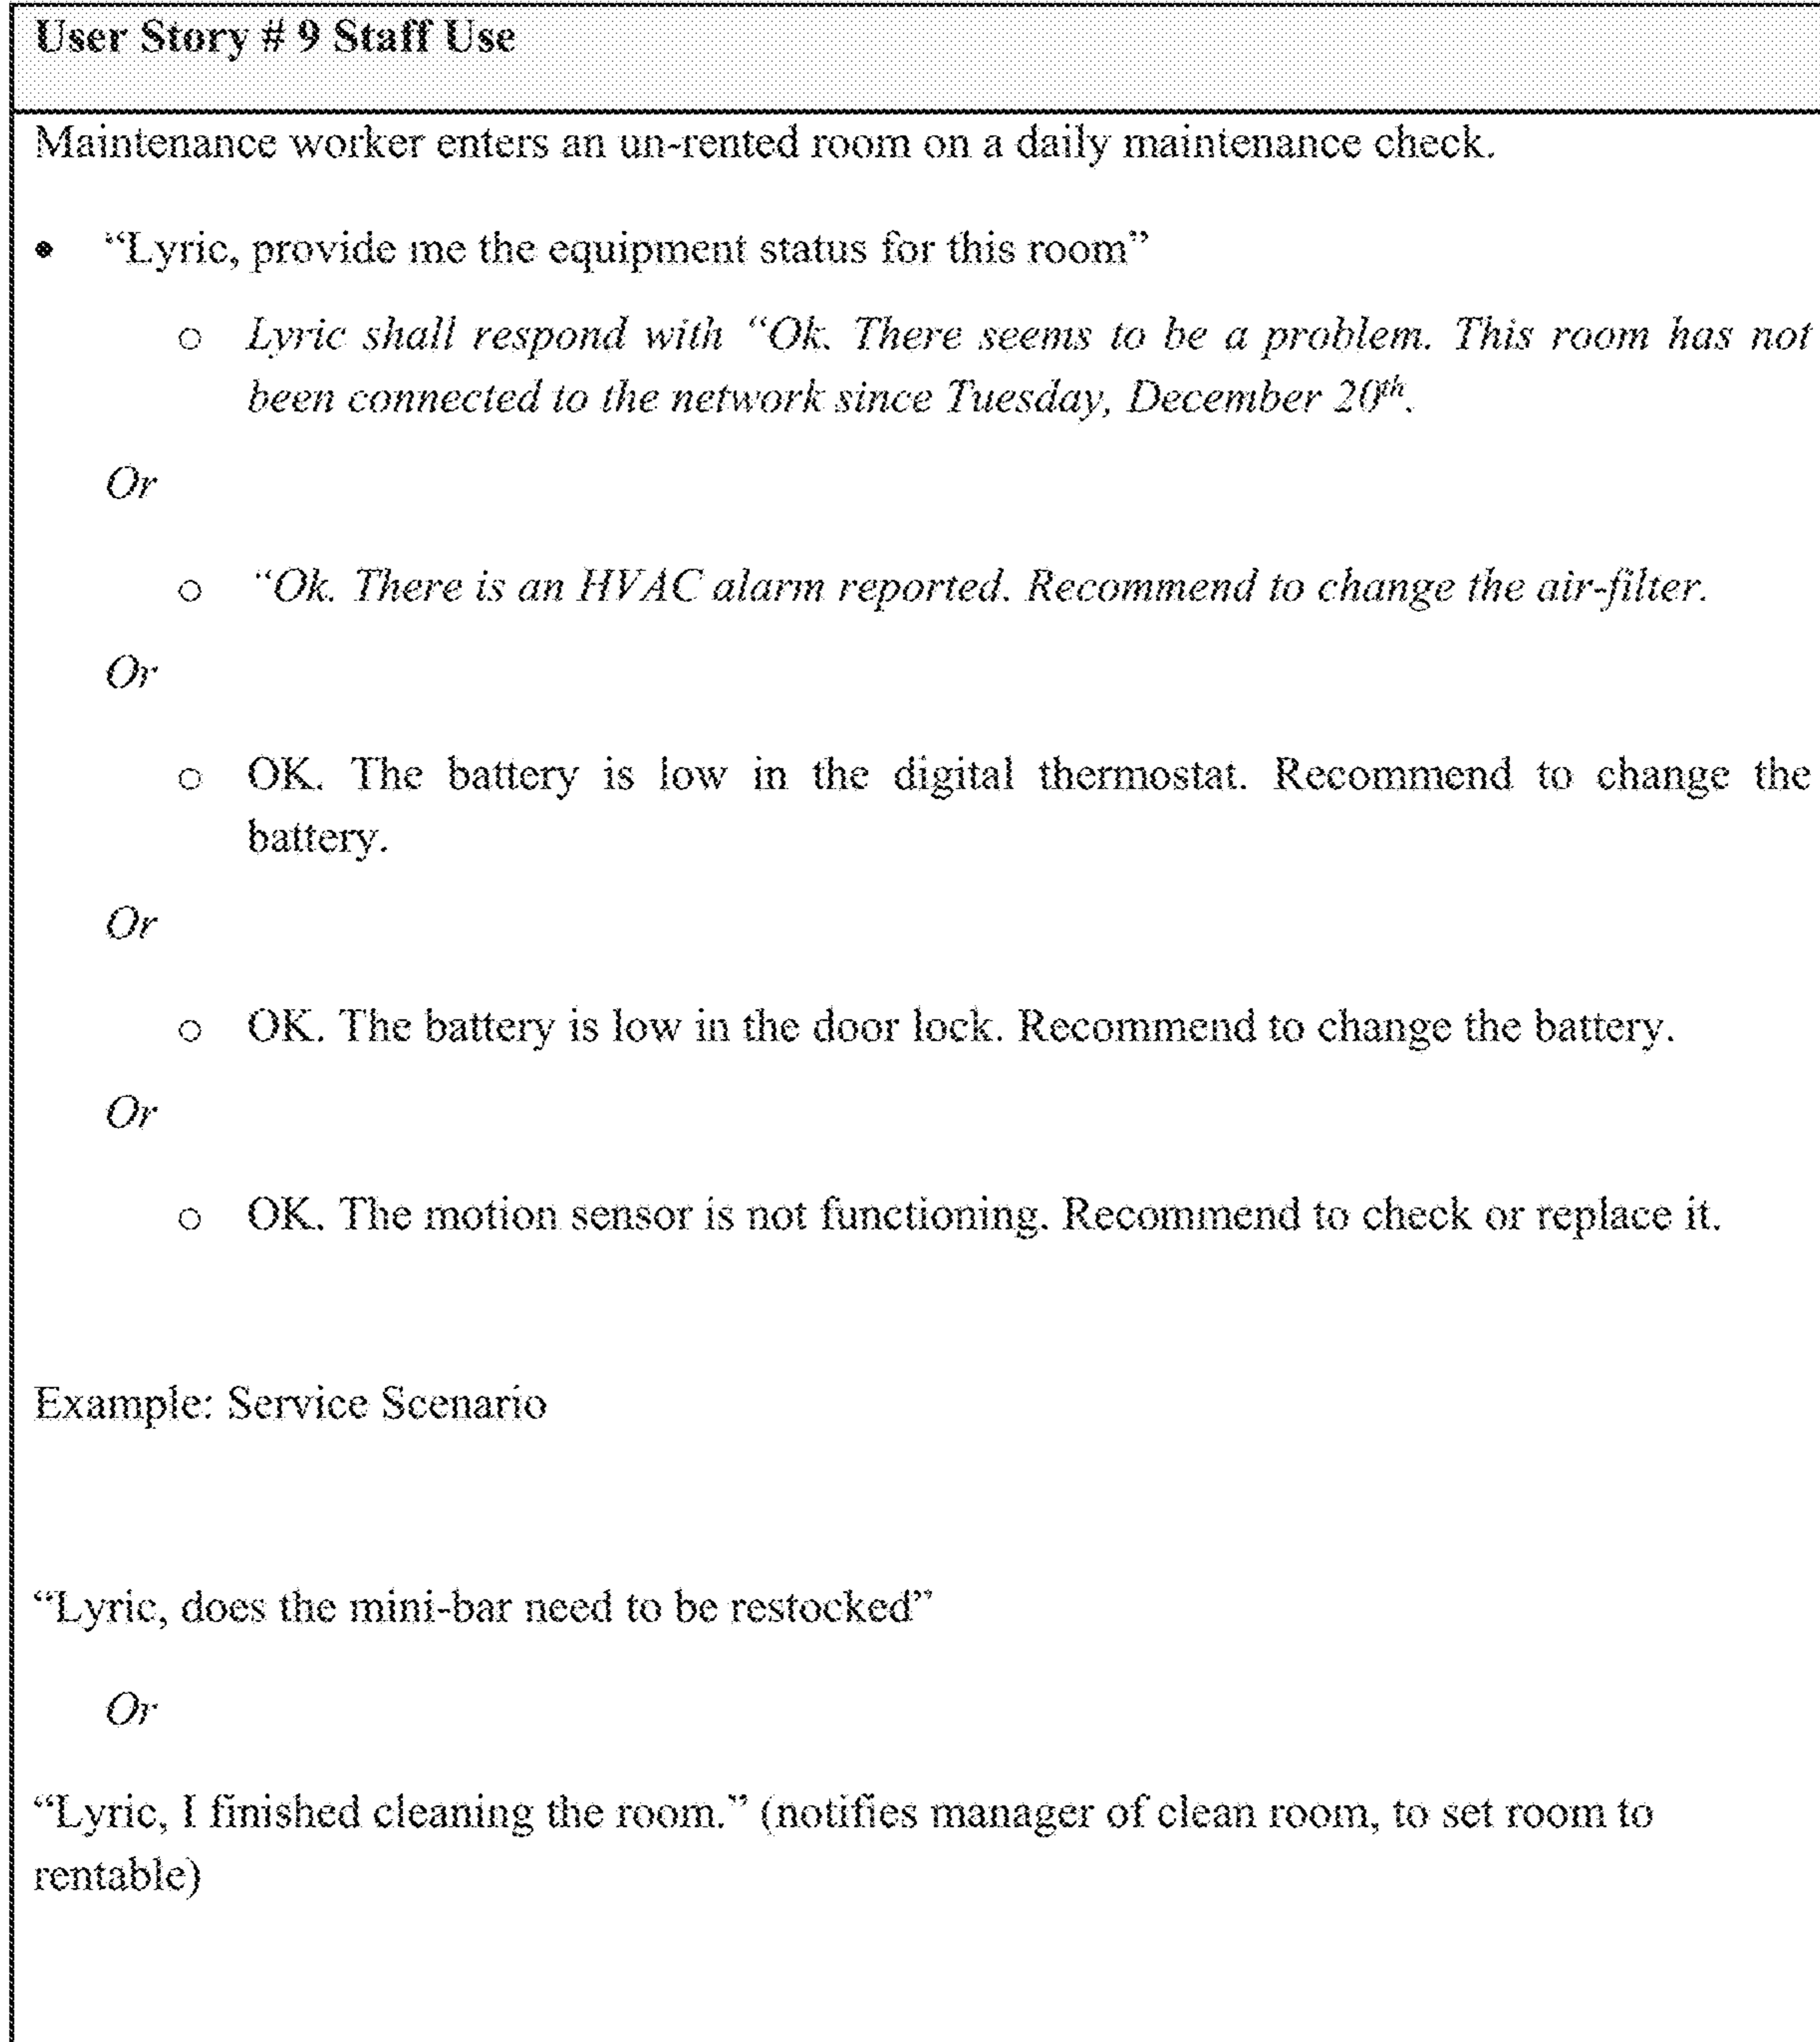 User Story # 9 Staff Use
Maintenance worker enters an un-rented room on a daily maintenance check.
• “Lyric, provide me the equipment status for this room”
○ Lyric shall respond with “Ok. There seems to be a problem. This room has not
been connected to the network since Tuesday, December 20th.
Or
○ “Ok. There is an HVAC alarm reported. Recommend to change the air-filter.
Or
○ OK. The battery is low in the digital thermostat. Recommend to change the
battery.
Or
○ OK. The battery is low in the door lock. Recommend to change the battery.
Or
○ OK. The motion sensor is not functioning. Recommend to check or replace it.
Example: Service Scenario
“Lyric, does the mini-bar need to be restocked”
Or
“Lyric, I finished cleaning the room.” (notifies manager of clean room, to set room to
rentable)